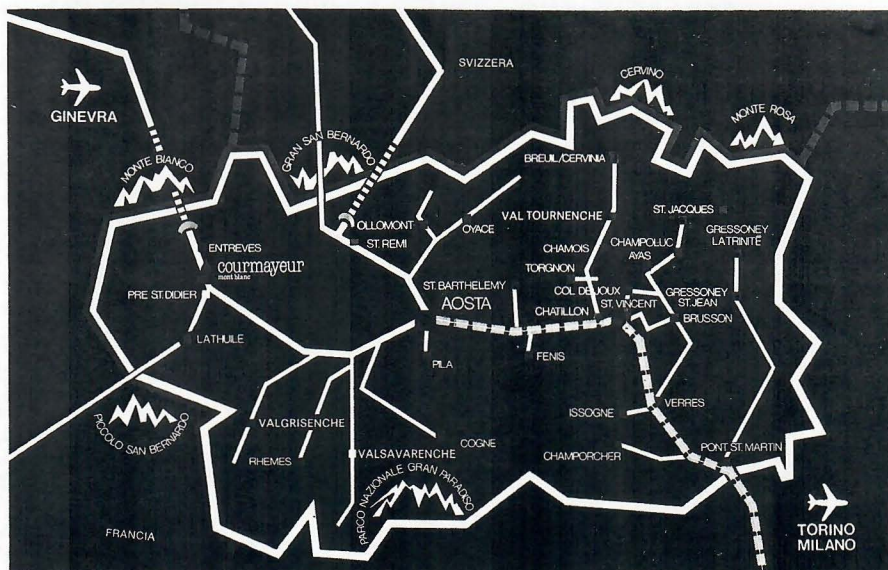 SVIZZERA
CERVINO
MONTE ROSA
GINEVRA
MONTE BIANCO
GRAN SAN BERNARDO
BREUIL/CERVINIA
OLLOMONT
ST. REMI
OYACE
VAL TOURNENCHE
ST. JACQUES
GRESSONEY
LA TRINITÉ
ENTREVES
courmayeur
mont blanc
CHAMOIS
CHAMPOLUC
AYAS
TORGNON
PRE ST. DIDIER
ST. BARTHELEMY
AOSTA
COL DE JOUX
GRESSONEY
ST. JEAN
CHATILLON
ST. VINCENT
BRUSSON
LA THUILE
PILA
FENIS
PICCOLO SAN BERNARDO
VALGRISENCHE
ISSOGNE
VERRES
RHEMES
VALSAVARENCHE
COGNE
CHAMPORCHER
PONT ST. MARTIN
PARCO NAZIONALE GRAN PARADISO
FRANCIA
TORINO
MILANO